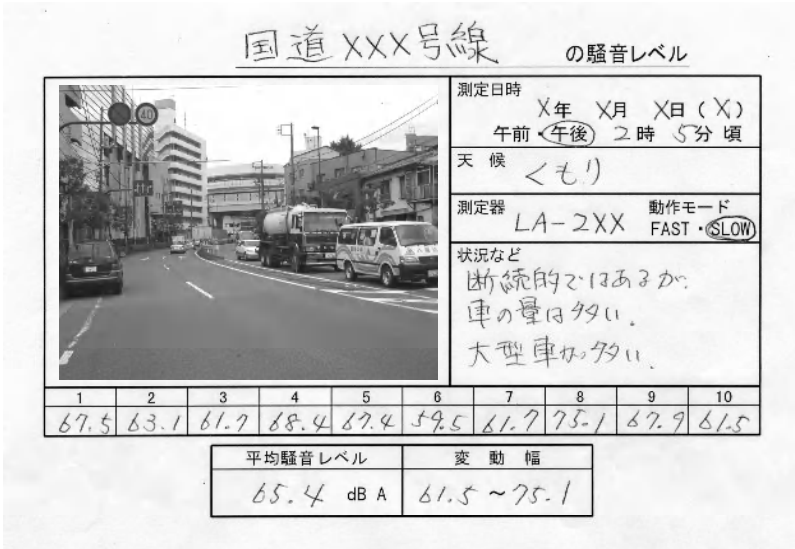 国道XXX号線 の騒音レベル
40
測定日時
X年 X月 X日(X)
午前・午後 2時 5分 頃
天候 くもり
測定器 LA-2XX
動作モード
FAST・SLOW
状況など
断続的ではあるが、
車の量は多い。
大型車が多い。
1 2 3 4 5 6 7 8 9 10
67.5 63.1 61.7 68.4 67.4 59.5 61.7 75.1 67.9 61.5
平均騒音レベル 変動幅
65.4 dB A 61.5~75.1